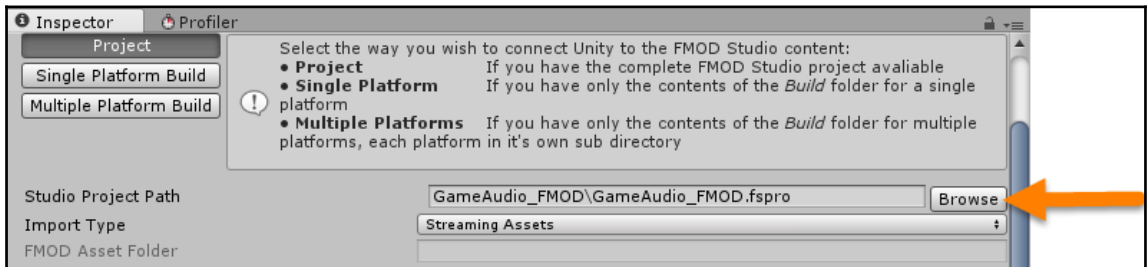 Inspector
Profiler
Project
Single Platform Build
Multiple Platform Build
Select the way you wish to connect Unity to the FMOD Studio content:
• Project If you have the complete FMOD Studio project avaliable
• Single Platform If you have only the contents of the Build folder for a single
platform
• Multiple Platforms If you have only the contents of the Build folder for multiple
platforms, each platform in it's own sub directory
Studio Project Path GameAudio_FMOD\GameAudio_FMOD.fspro Browse
Import Type Streaming Assets
FMOD Asset Folder